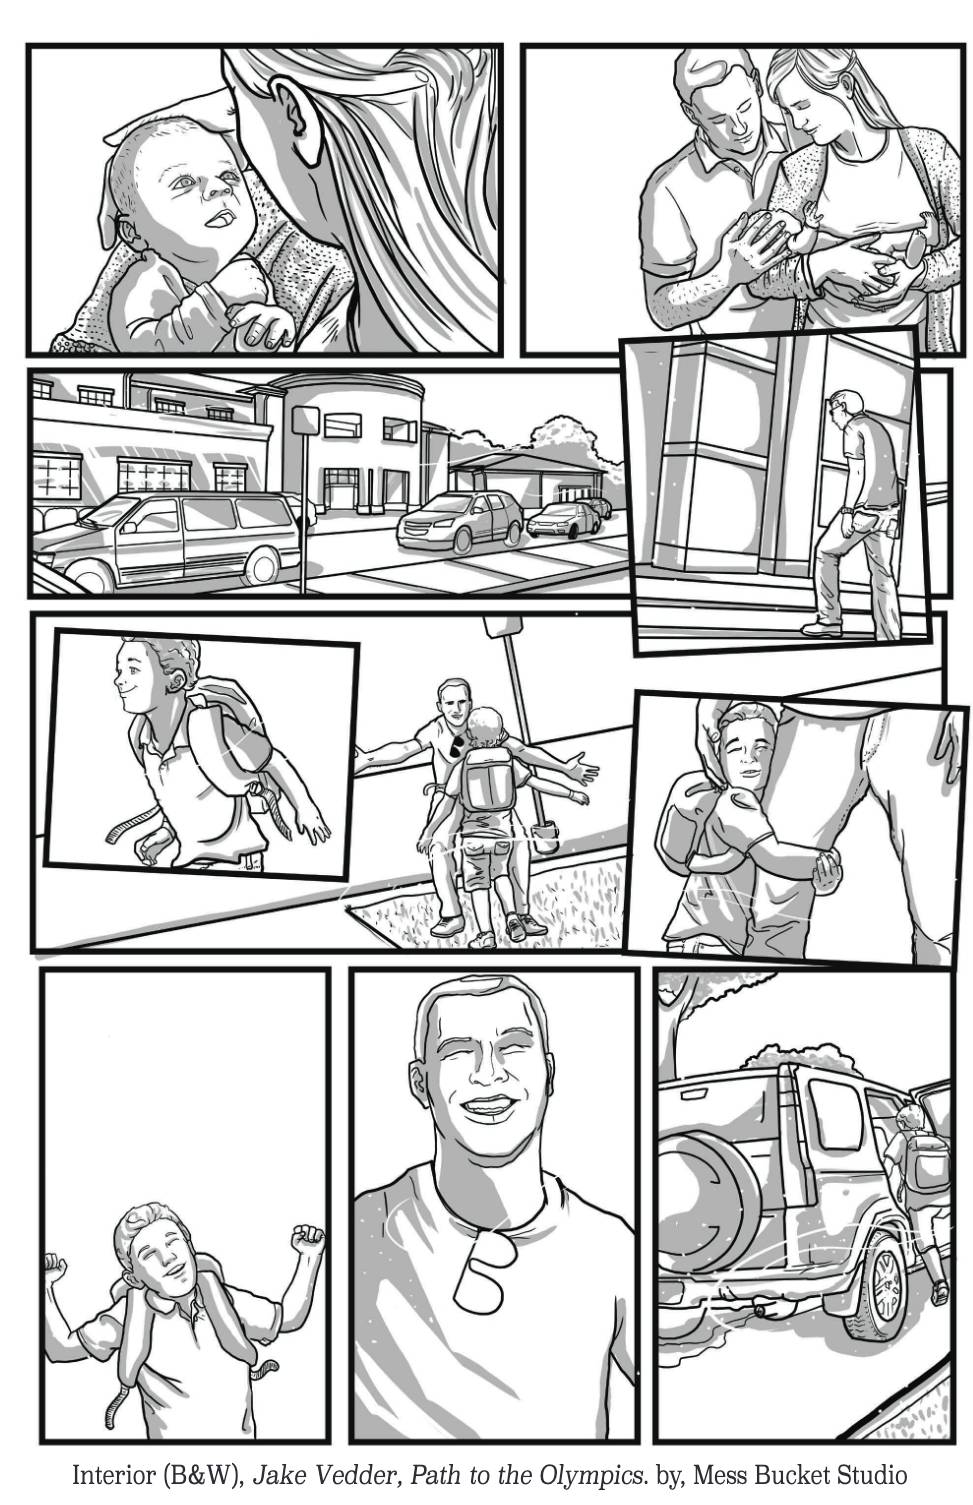 Interior (B&W), Jake Vedder, Path to the Olympics. by, Mess Bucket Studio